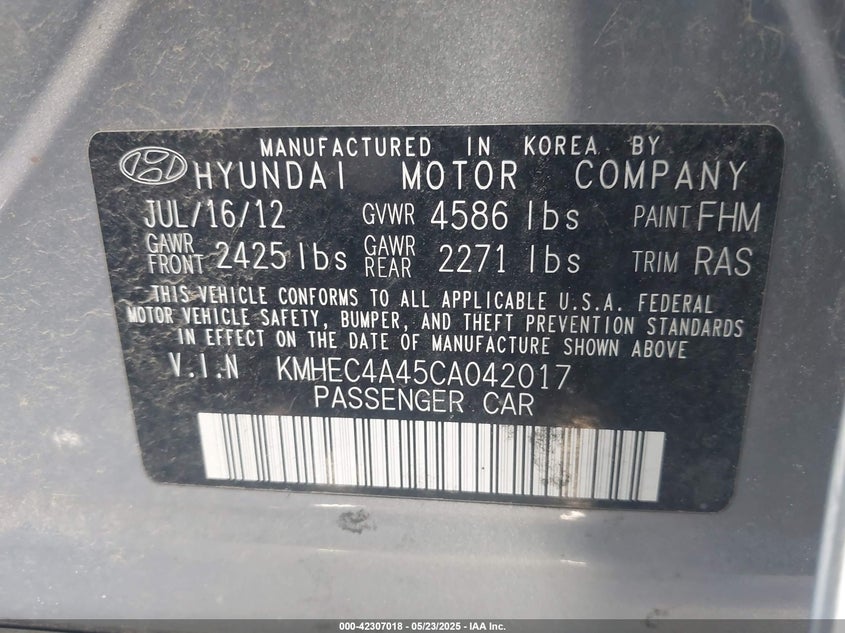 MANUFACTURED IN KOREA BY
HYUNDAI MOTOR COMPANY
JUL/16/12 GVWR 4586 lbs PAINT FHM
GAWR FRONT 2425 lbs GAWR REAR 2271 lbs TRIM RAS
THIS VEHICLE CONFORMS TO ALL APPLICABLE U.S.A. FEDERAL
MOTOR VEHICLE SAFETY, BUMPER, AND THEFT PREVENTION STANDARDS
IN EFFECT ON THE DATE OF MANUFACTURE SHOWN ABOVE
V.I.N KMHEC4A45CA042017
PASSENGER CAR
000-42307018 - 05/23/2025 - IAA Inc.